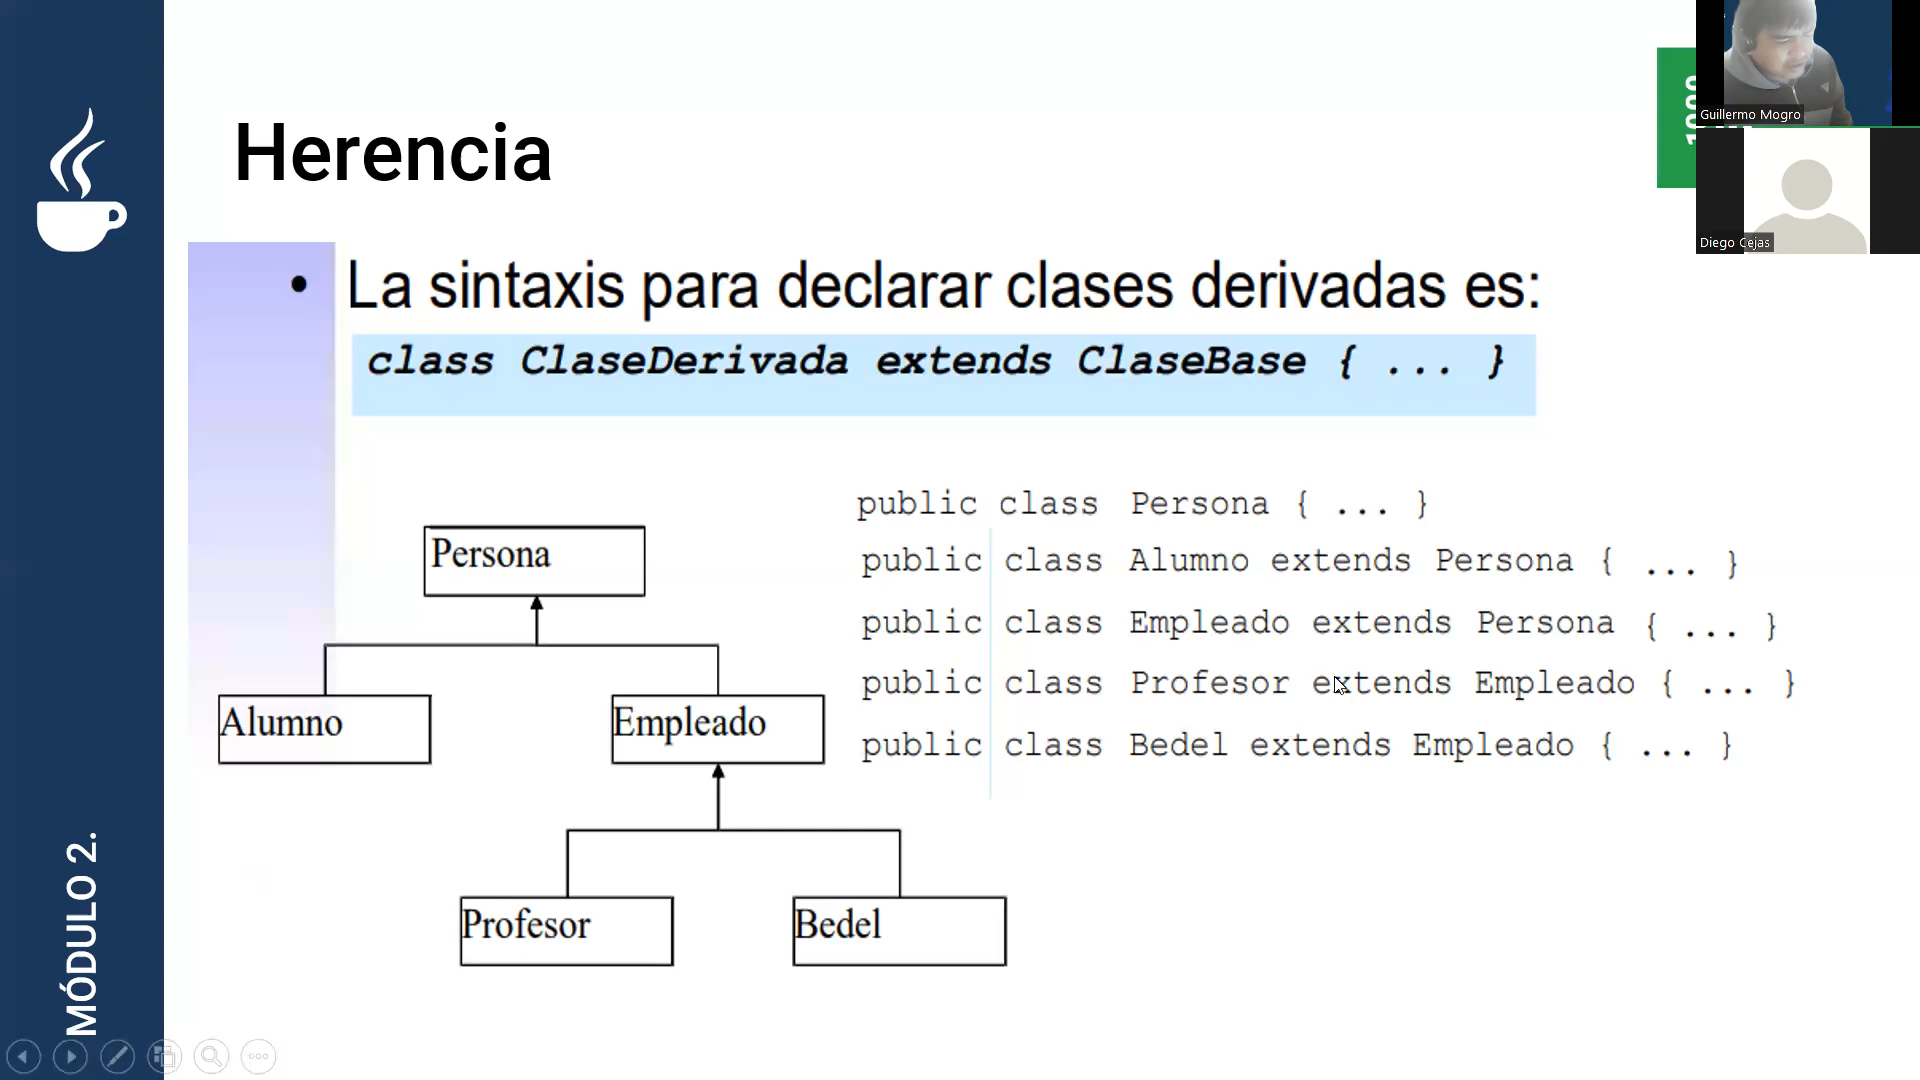 Herencia
• La sintaxis para declarar clases derivadas es:
class ClaseDerivada extends ClaseBase { ... }
public class Persona { ... }
public class Alumno extends Persona { ... }
public class Empleado extends Persona { ... }
public class Profesor extends Empleado { ... }
public class Bedel extends Empleado { ... }
Persona
Alumno
Empleado
Profesor
Bedel
MÓDULO 2.
Guillermo Mogro
Diego Cejas